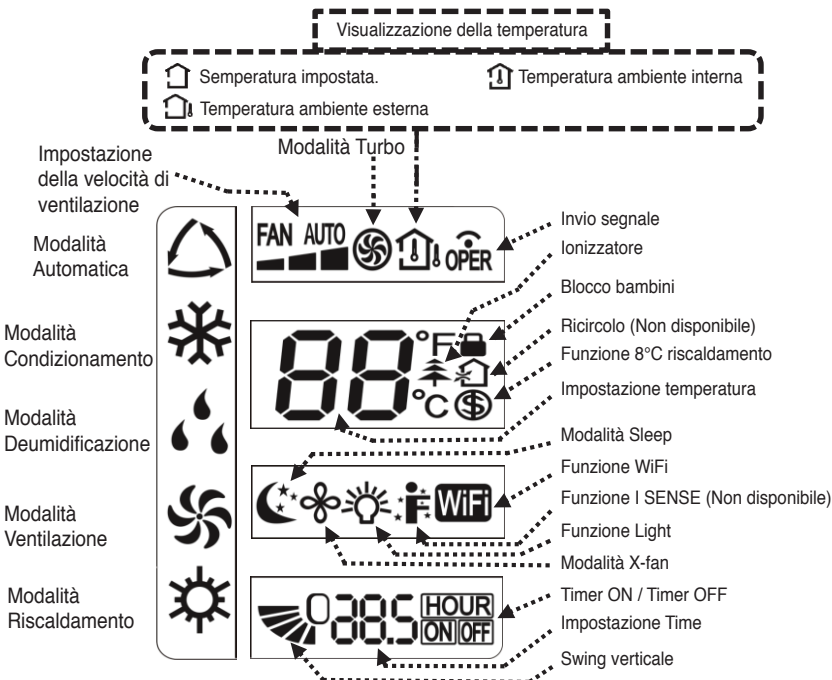 Visualizzazione della temperatura
Semperatura impostata.
Temperatura ambiente interna
Temperatura ambiente esterna
Impostazione
della velocità di
ventilazione
Modalità Turbo
Modalità
Automatica
Modalità
Condizionamento
Modalità
Deumidificazione
Modalità
Ventilazione
Modalità
Riscaldamento
FAN AUTO
OPER
88 °F
°C
WiFi
038.5 HOUR
ON OFF
Invio segnale
Ionizzatore
Blocco bambini
Ricircolo (Non disponibile)
Funzione 8°C riscaldamento
Impostazione temperatura
Modalità Sleep
Funzione WiFi
Funzione I SENSE (Non disponibile)
Funzione Light
Modalità X-fan
Timer ON / Timer OFF
Impostazione Time
Swing verticale